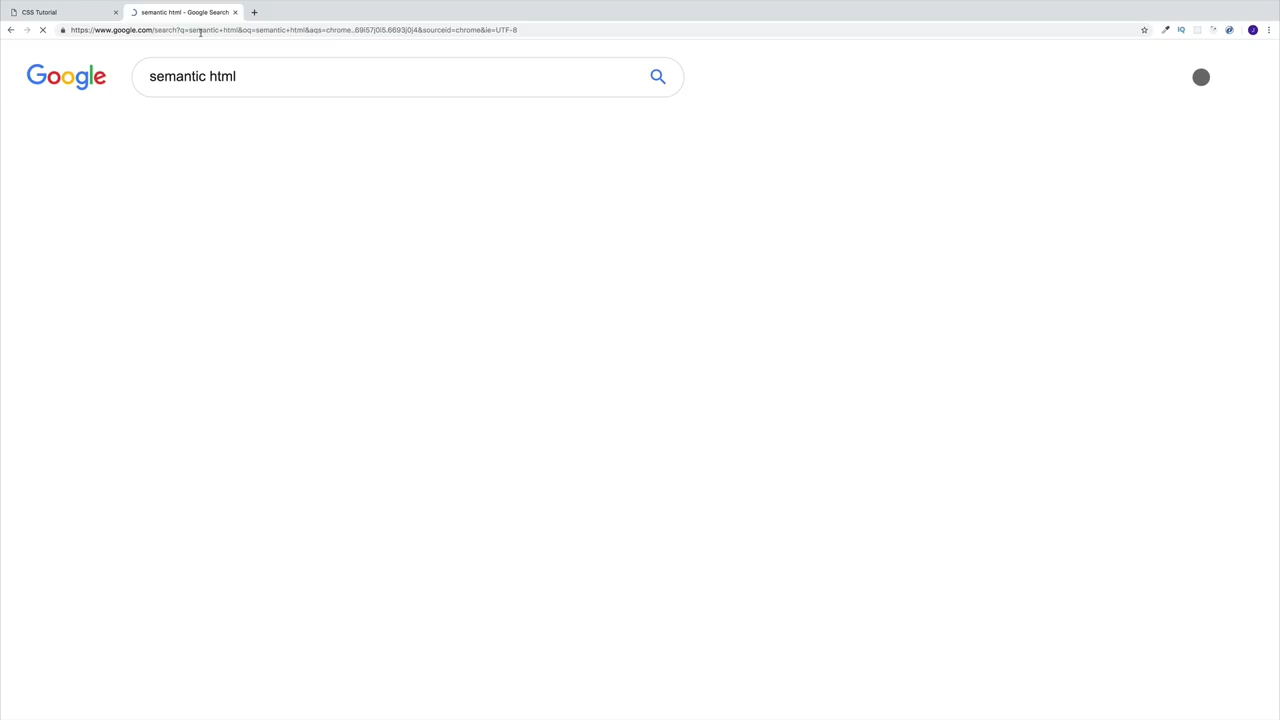 CSS Tutorial
semantic html - Google Search
https://www.google.com/search?q=semantic+html&oq=semantic+html&aqs=chrome..69i57j0l5.6693j0j4&sourceid=chrome&ie=UTF-8
IQ
J
Google
semantic html